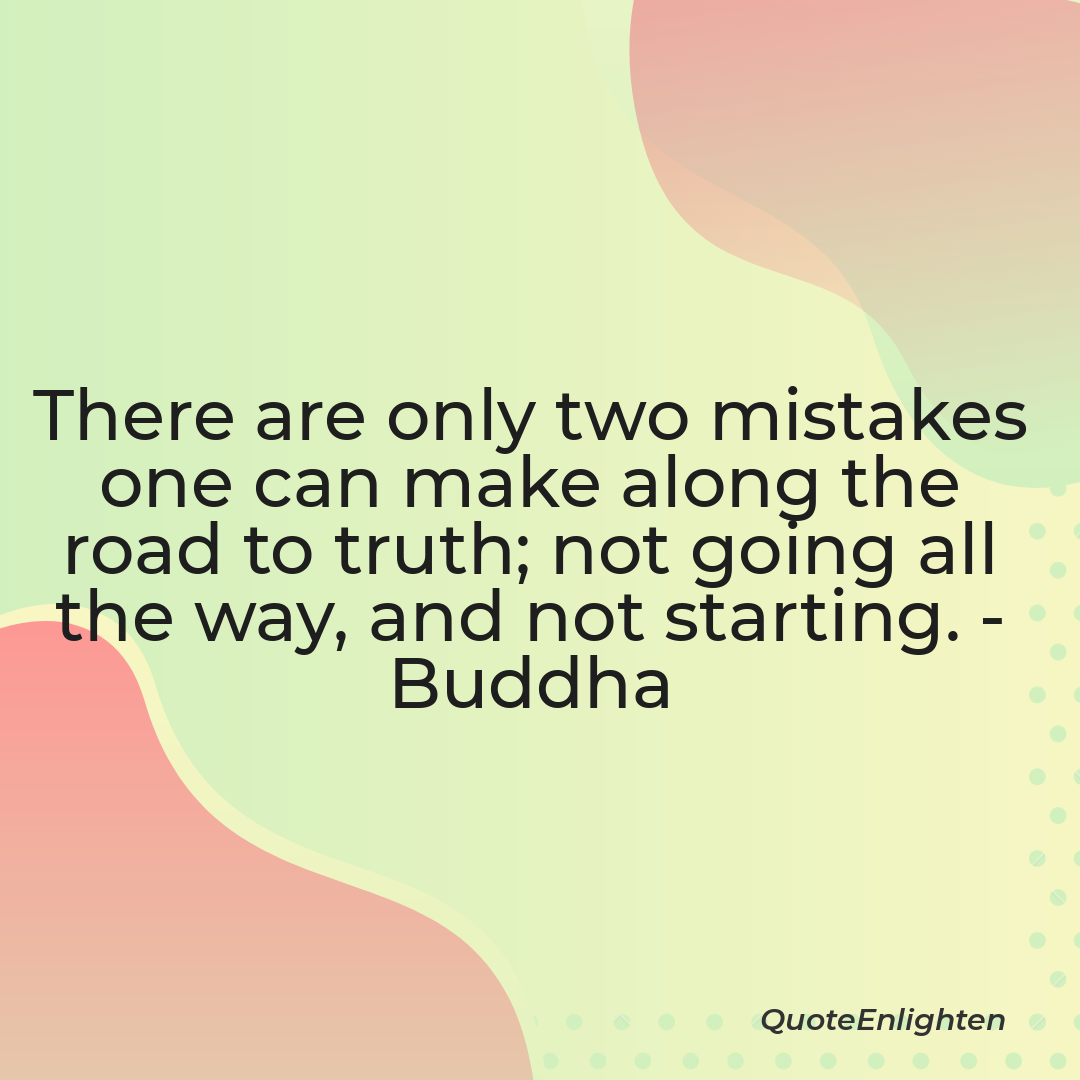 There are only two mistakes
one can make along the
road to truth; not going all
the way, and not starting. -
Buddha
QuoteEnlighten